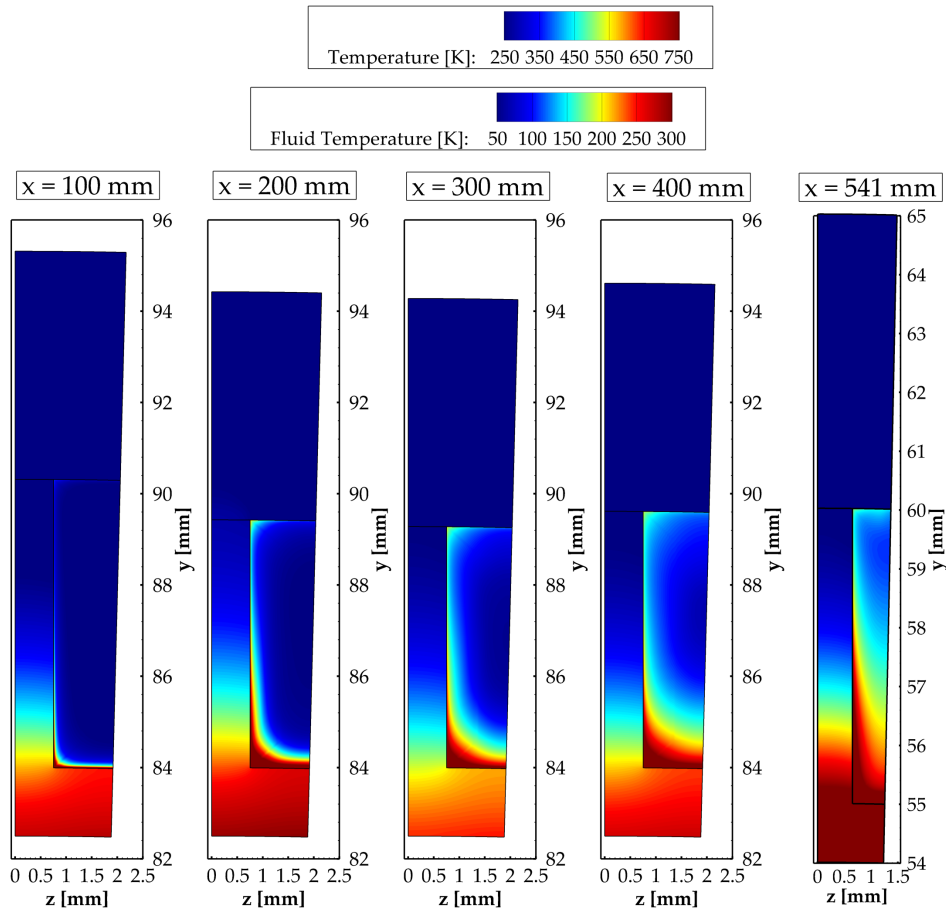 Temperature [K]: 250 350 450 550 650 750
Fluid Temperature [K]: 50 100 150 200 250 300
x = 100 mm
x = 200 mm
x = 300 mm
x = 400 mm
x = 541 mm
96
94
92
90
88
86
84
82
y [mm]
0 0.5 1 1.5 2 2.5
z [mm]
96
94
92
90
88
86
84
82
y [mm]
0 0.5 1 1.5 2 2.5
z [mm]
96
94
92
90
88
86
84
82
y [mm]
0 0.5 1 1.5 2 2.5
z [mm]
96
94
92
90
88
86
84
82
y [mm]
0 0.5 1 1.5 2 2.5
z [mm]
65
64
63
62
61
60
59
58
57
56
55
54
y [mm]
0 0.5 1 1.5
z [mm]